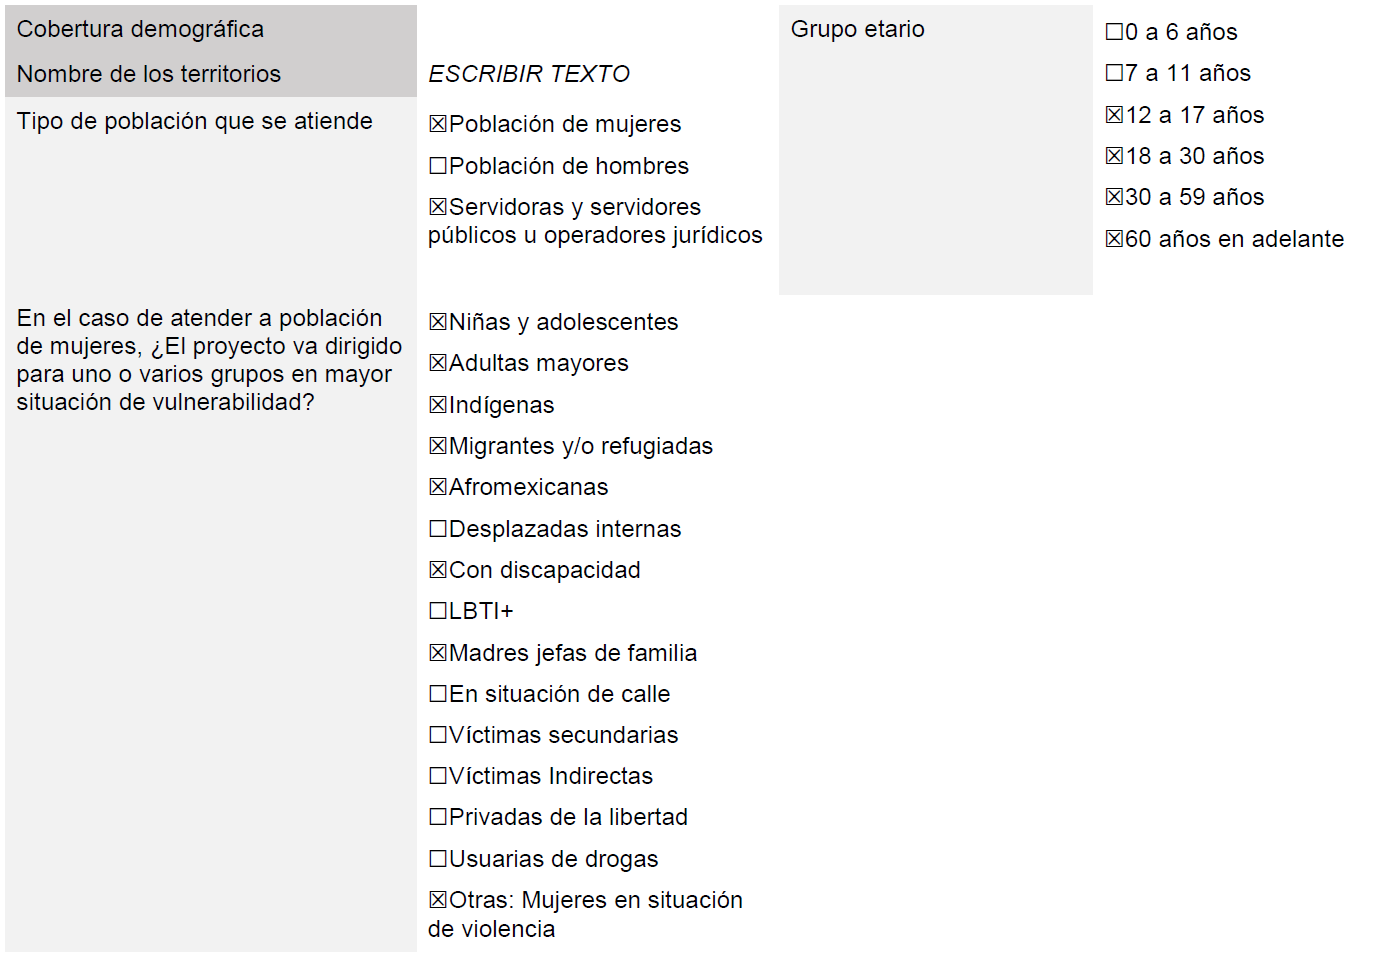 Cobertura demográfica
Nombre de los territorios
ESCRIBIR TEXTO
Tipo de población que se atiende
☒Población de mujeres
☐Población de hombres
☒Servidoras y servidores
públicos u operadores jurídicos
Grupo etario
☐0 a 6 años
☐7 a 11 años
☒12 a 17 años
☒18 a 30 años
☒30 a 59 años
☒60 años en adelante
En el caso de atender a población
de mujeres, ¿El proyecto va dirigido
para uno o varios grupos en mayor
situación de vulnerabilidad?
☒Niñas y adolescentes
☒Adultas mayores
☒Indígenas
☒Migrantes y/o refugiadas
☒Afromexicanas
☐Desplazadas internas
☒Con discapacidad
☐LBTI+
☒Madres jefas de familia
☐En situación de calle
☐Víctimas secundarias
☐Víctimas Indirectas
☐Privadas de la libertad
☐Usuarias de drogas
☒Otras: Mujeres en situación
de violencia